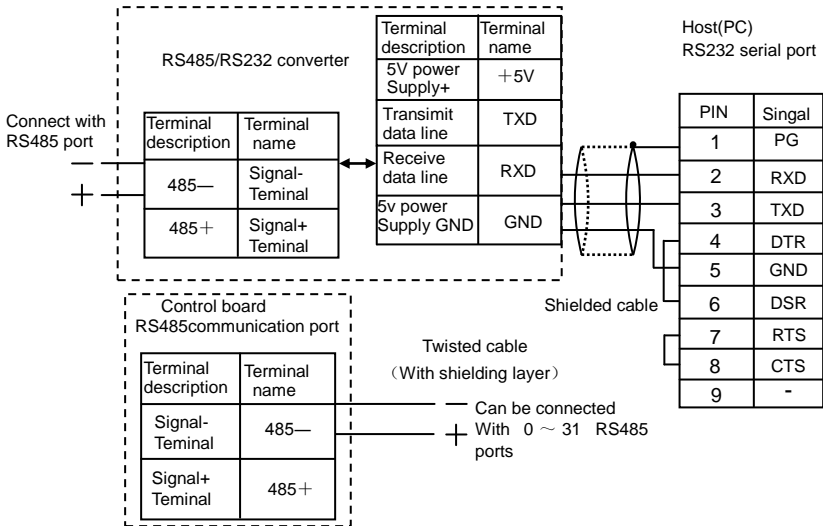 RS485/RS232 converter
Connect with
RS485 port
—
+
Terminal
description
Terminal
name
485—
Signal-
Teminal
485+
Signal+
Teminal
Terminal
description
Terminal
name
5V power
Supply+
+5V
Transimit
data line
TXD
Receive
data line
RXD
5v power
Supply GND
GND
Shielded cable
Host(PC)
RS232 serial port
PIN
Singal
1
PG
2
RXD
3
TXD
4
DTR
5
GND
6
DSR
7
RTS
8
CTS
9
-
Control board
RS485communication port
Terminal
description
Terminal
name
Signal-
Teminal
485—
Signal+
Teminal
485+
Twisted cable
(With shielding layer)
— Can be connected
+ With 0 ~ 31 RS485
ports